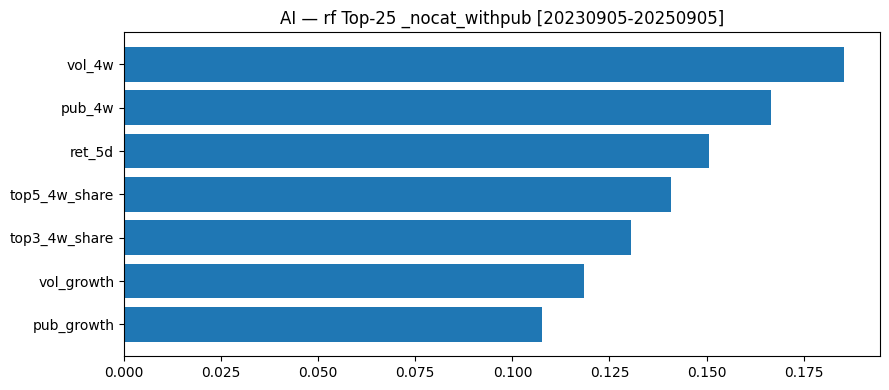 AI — rf Top-25 _nocat_withpub [20230905-20250905]
vol_4w
pub_4w
ret_5d
top5_4w_share
top3_4w_share
vol_growth
pub_growth
0.000 0.025 0.050 0.075 0.100 0.125 0.150 0.175